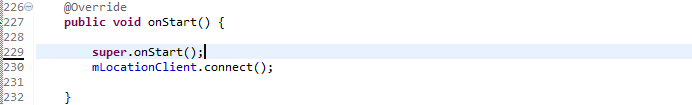 226 @Override
227 public void onStart() {
228
229 super.onStart();
230 mLocationClient.connect();
231
232 }